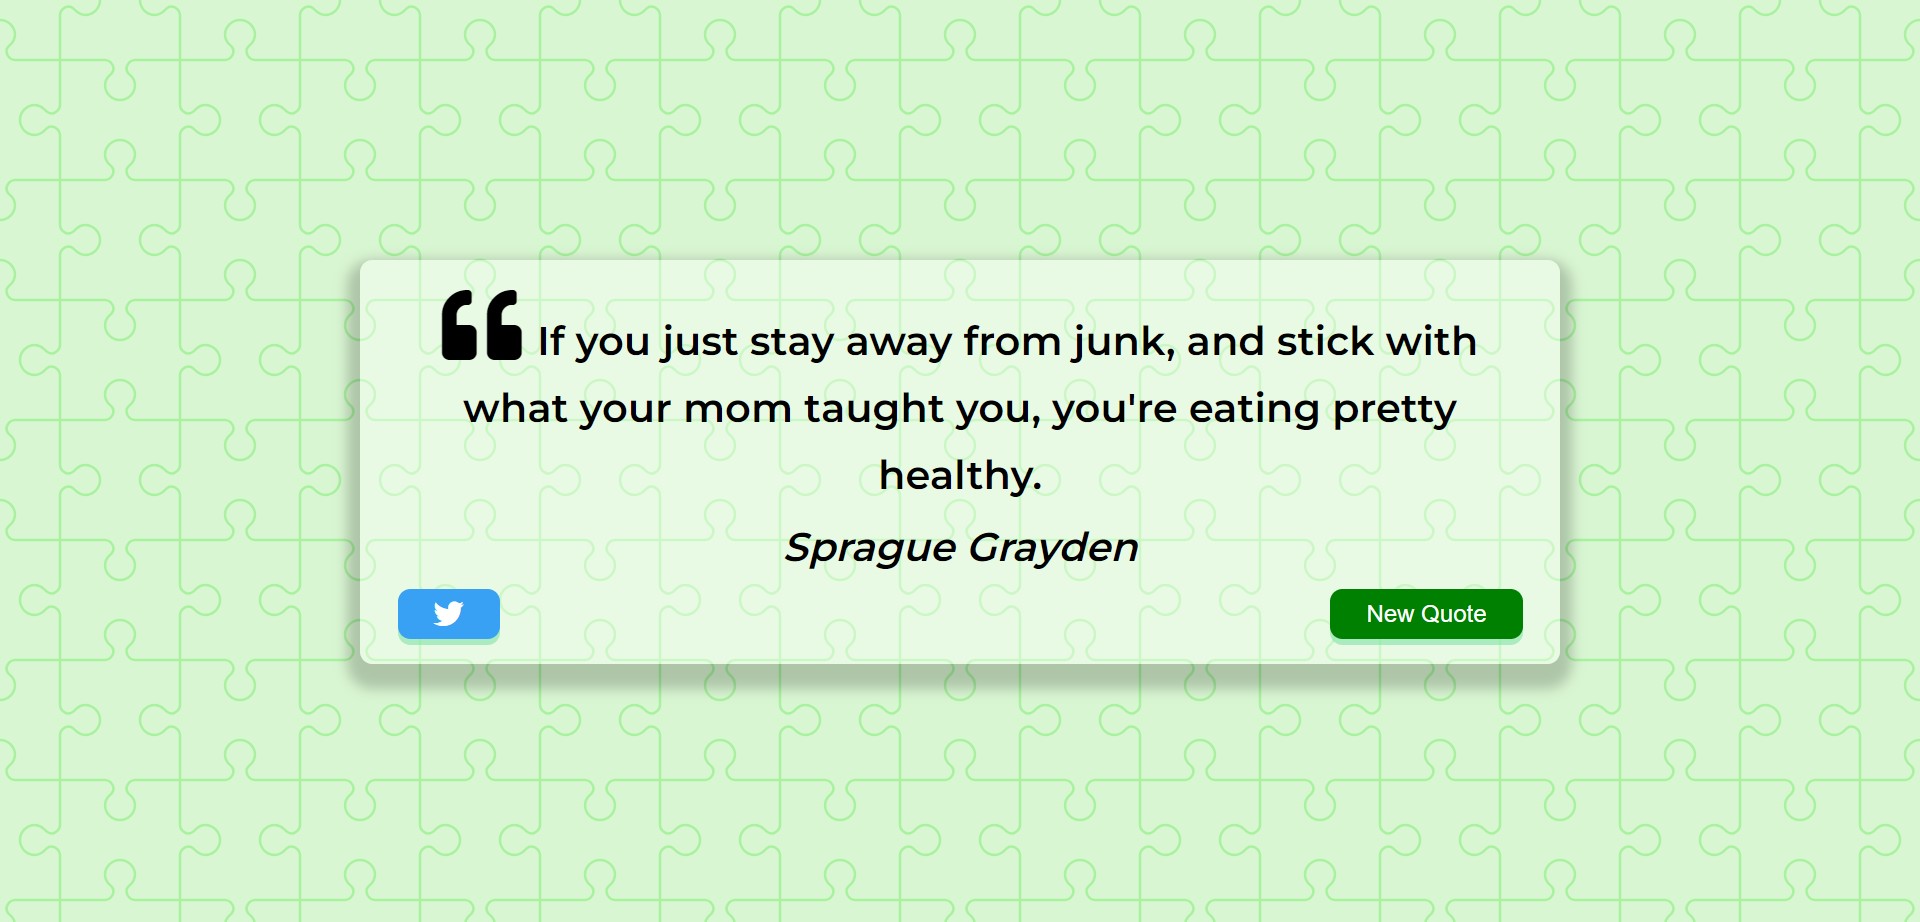 If you just stay away from junk, and stick with
what your mom taught you, you're eating pretty
healthy.
Sprague Grayden
New Quote